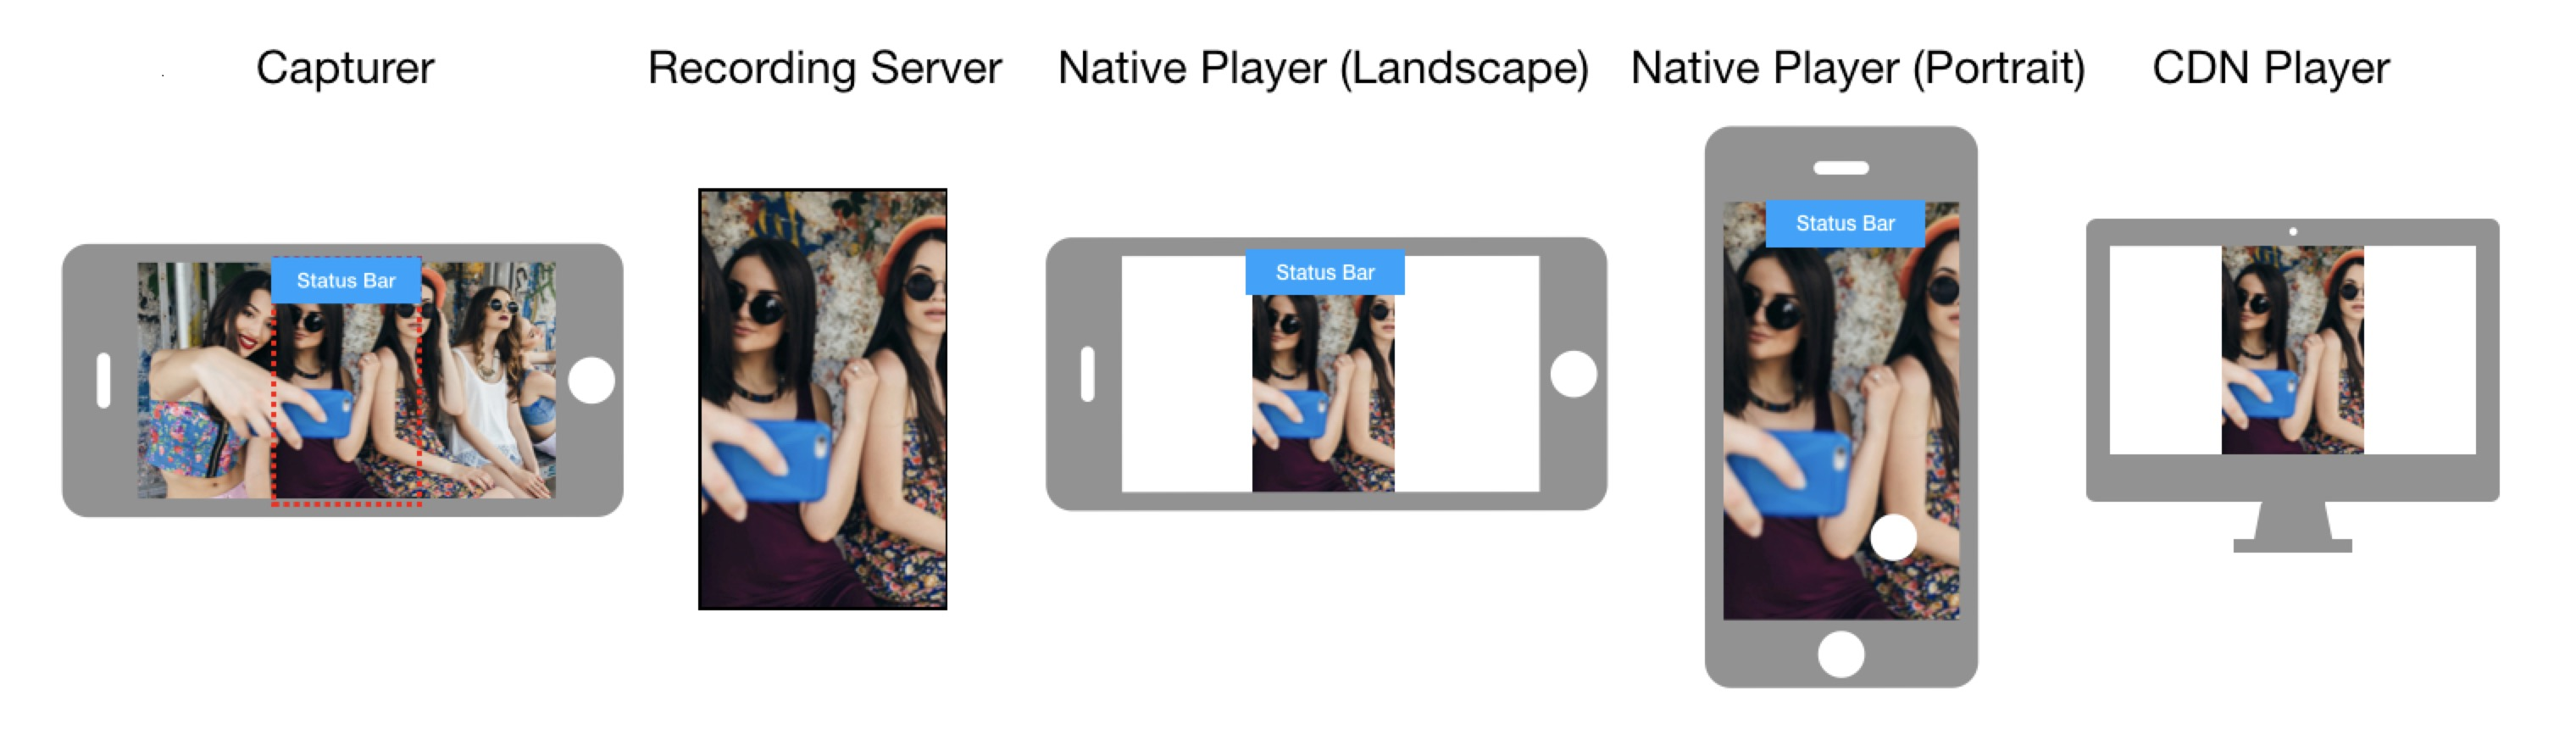 Capturer
Recording Server
Native Player (Landscape)
Native Player (Portrait)
CDN Player
Status Bar
Status Bar
Status Bar